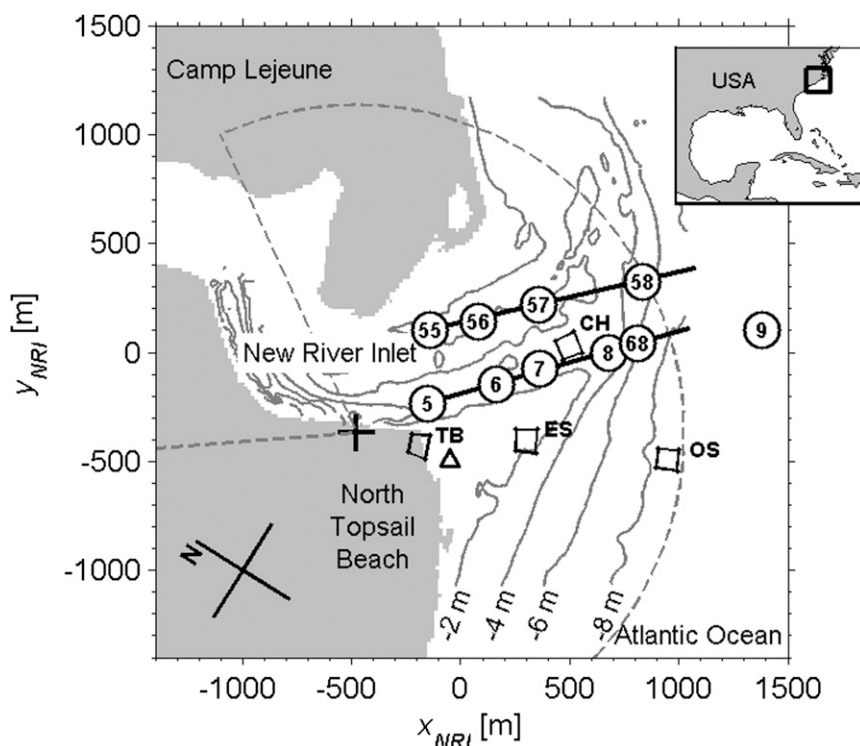 1500
1000
500
0
-500
-1000
y_NRI [m]
Camp Lejeune
USA
58
57
56
55
CH
New River Inlet
9
68
8
7
6
5
TB
ES
OS
North
Topsail
Beach
N
-2 m
-4 m
-6 m
-8 m
Atlantic Ocean
-1000
-500
0
500
1000
1500
x_NRI [m]